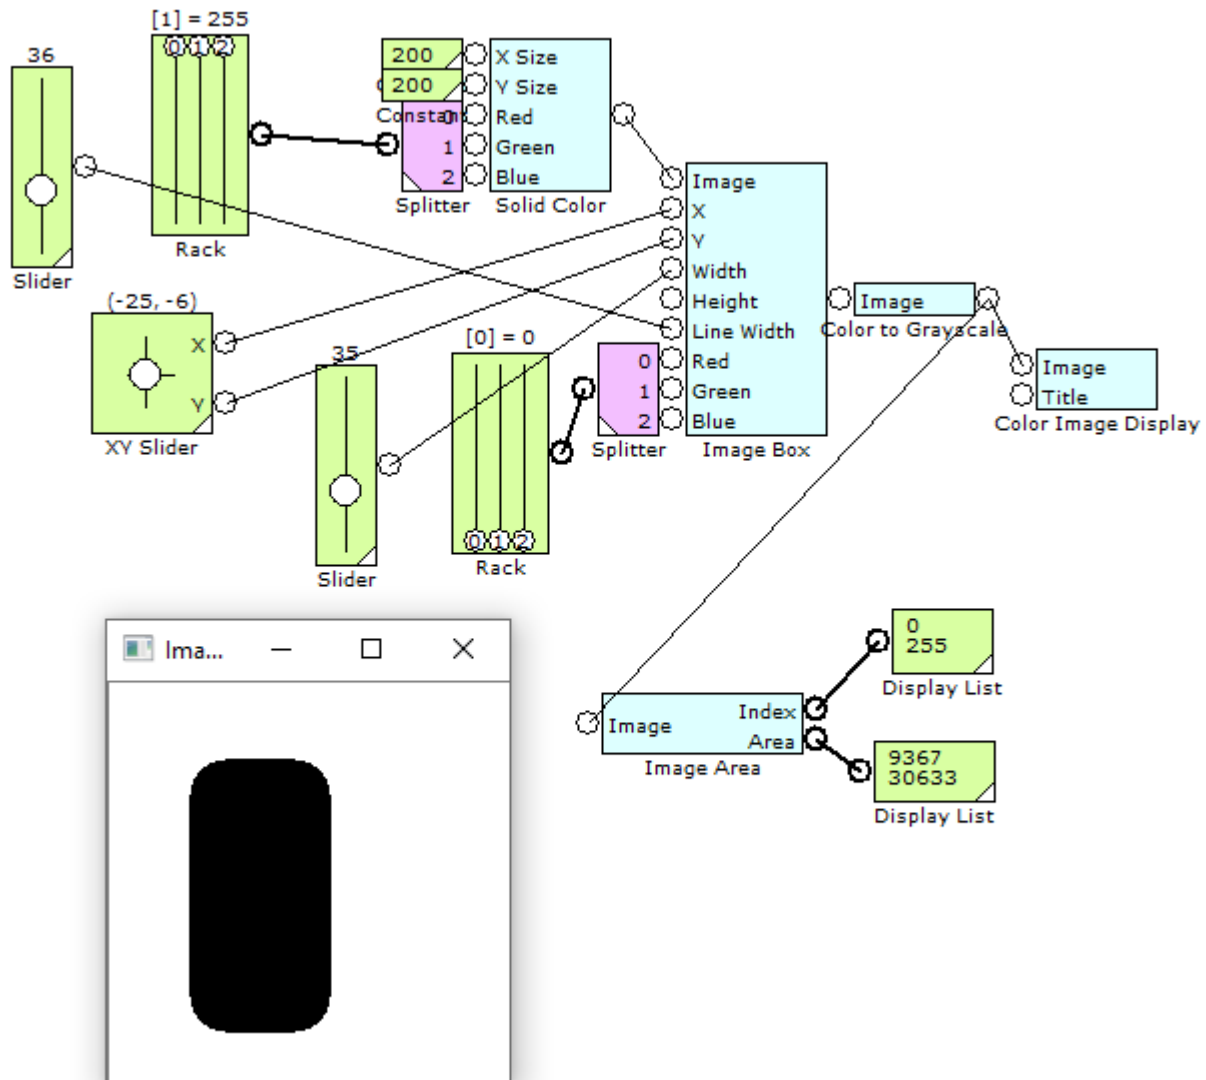 [1] = 255
36
0 1 2
Rack
Slider
200
200
Constant
0
1
2
Splitter
X Size
Y Size
Red
Green
Blue
Solid Color
(-25, -6)
X
Y
XY Slider
35
Slider
[0] = 0
0 1 2
Rack
0
1
2
Splitter
Image
X
Y
Width
Height
Line Width
Red
Green
Blue
Image Box
Image
Color to Grayscale
Image
Title
Color Image Display
Ima...
Image
Index
Area
Image Area
0
255
Display List
9367
30633
Display List